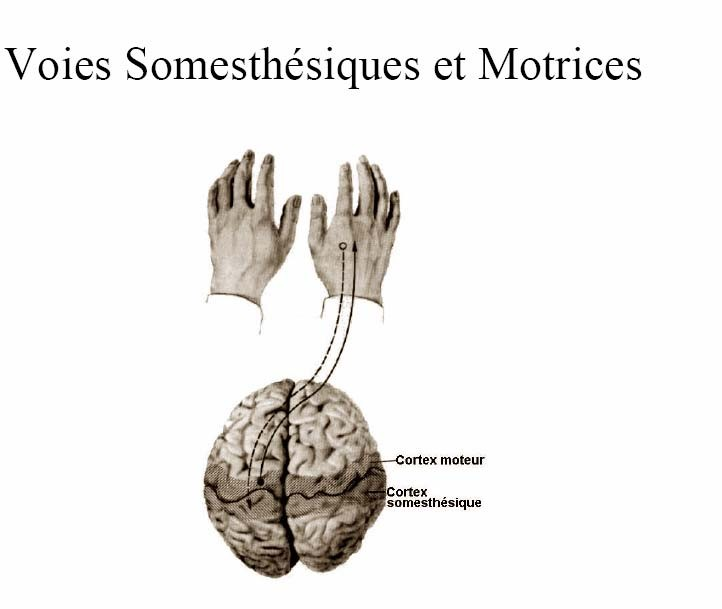 Voies Somesthésiques et Motrices
Cortex moteur
Cortex
somesthésique